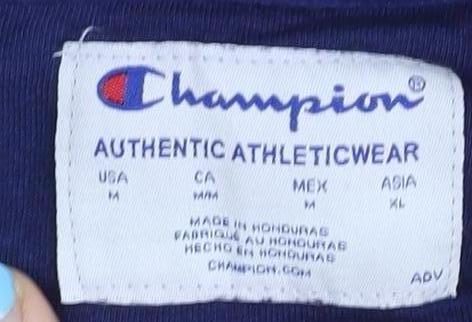 Champion®
AUTHENTIC ATHLETICWEAR
USA CA MEX ASIA
M M/M M XL
MADE IN HONDURAS
FABRIQUÉ AU HONDURAS
HECHO EN HONDURAS
CHAMPION.COM
ADV